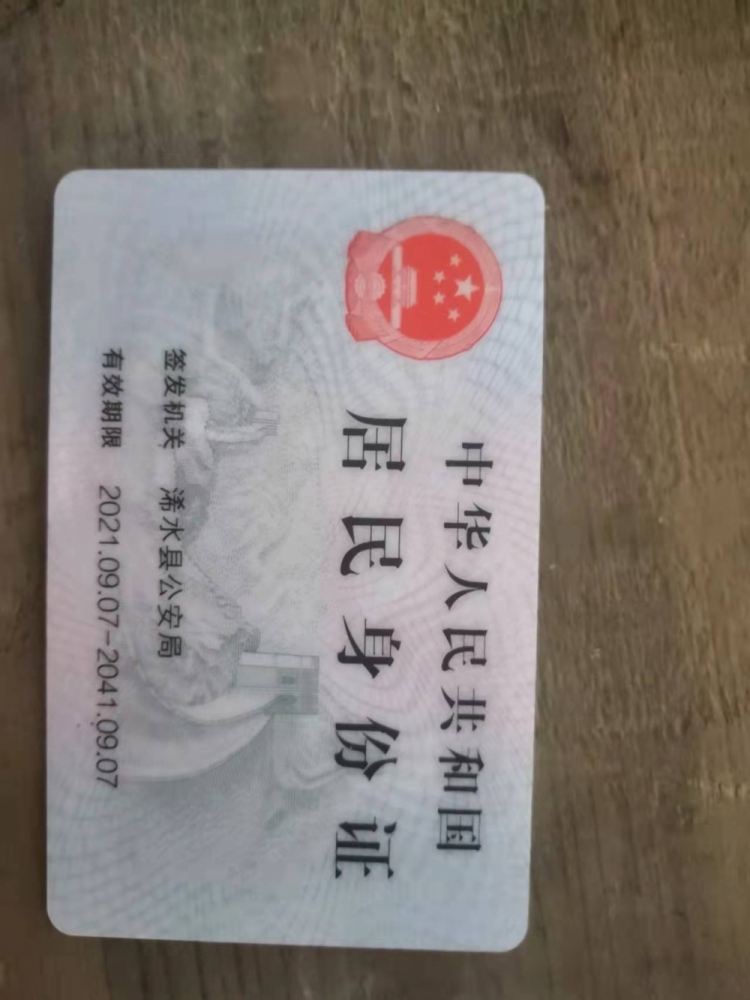 中华人民共和国
居民身份证
签发机关 浠水县公安局
有效期限 2021.09.07-2041.09.07